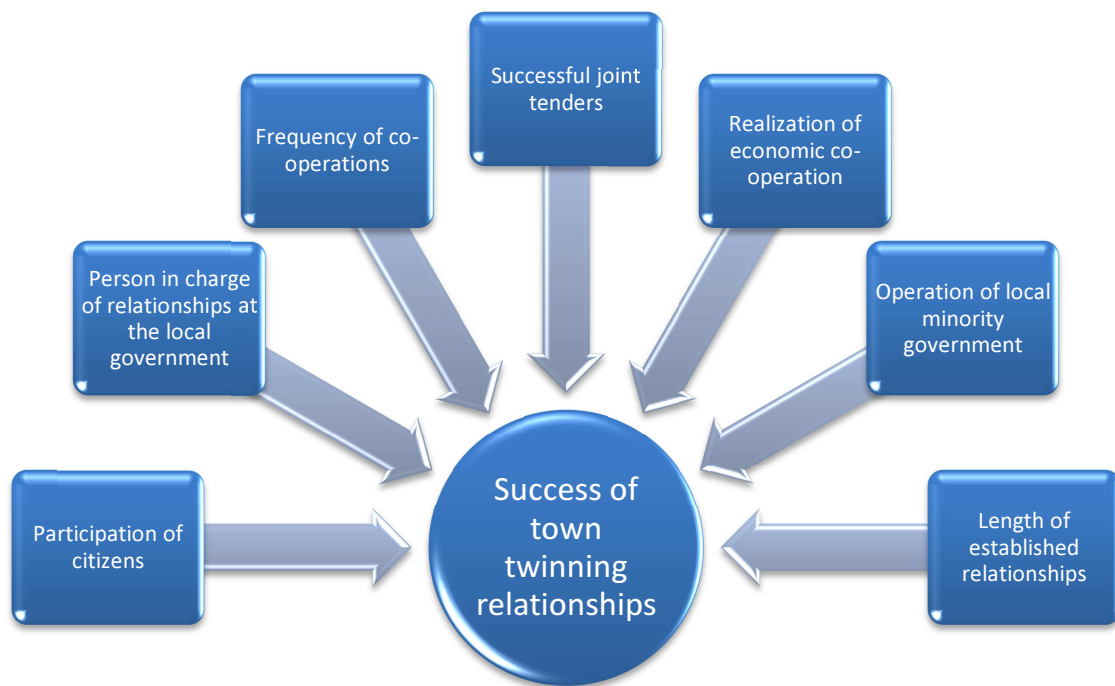 Successful joint
tenders
Frequency of co-
operations
Realization of
economic co-
operation
Person in charge
of relationships at
the local
government
Operation of local
minority
government
Participation of
citizens
Success of
town
twinning
relationships
Length of
established
relationships